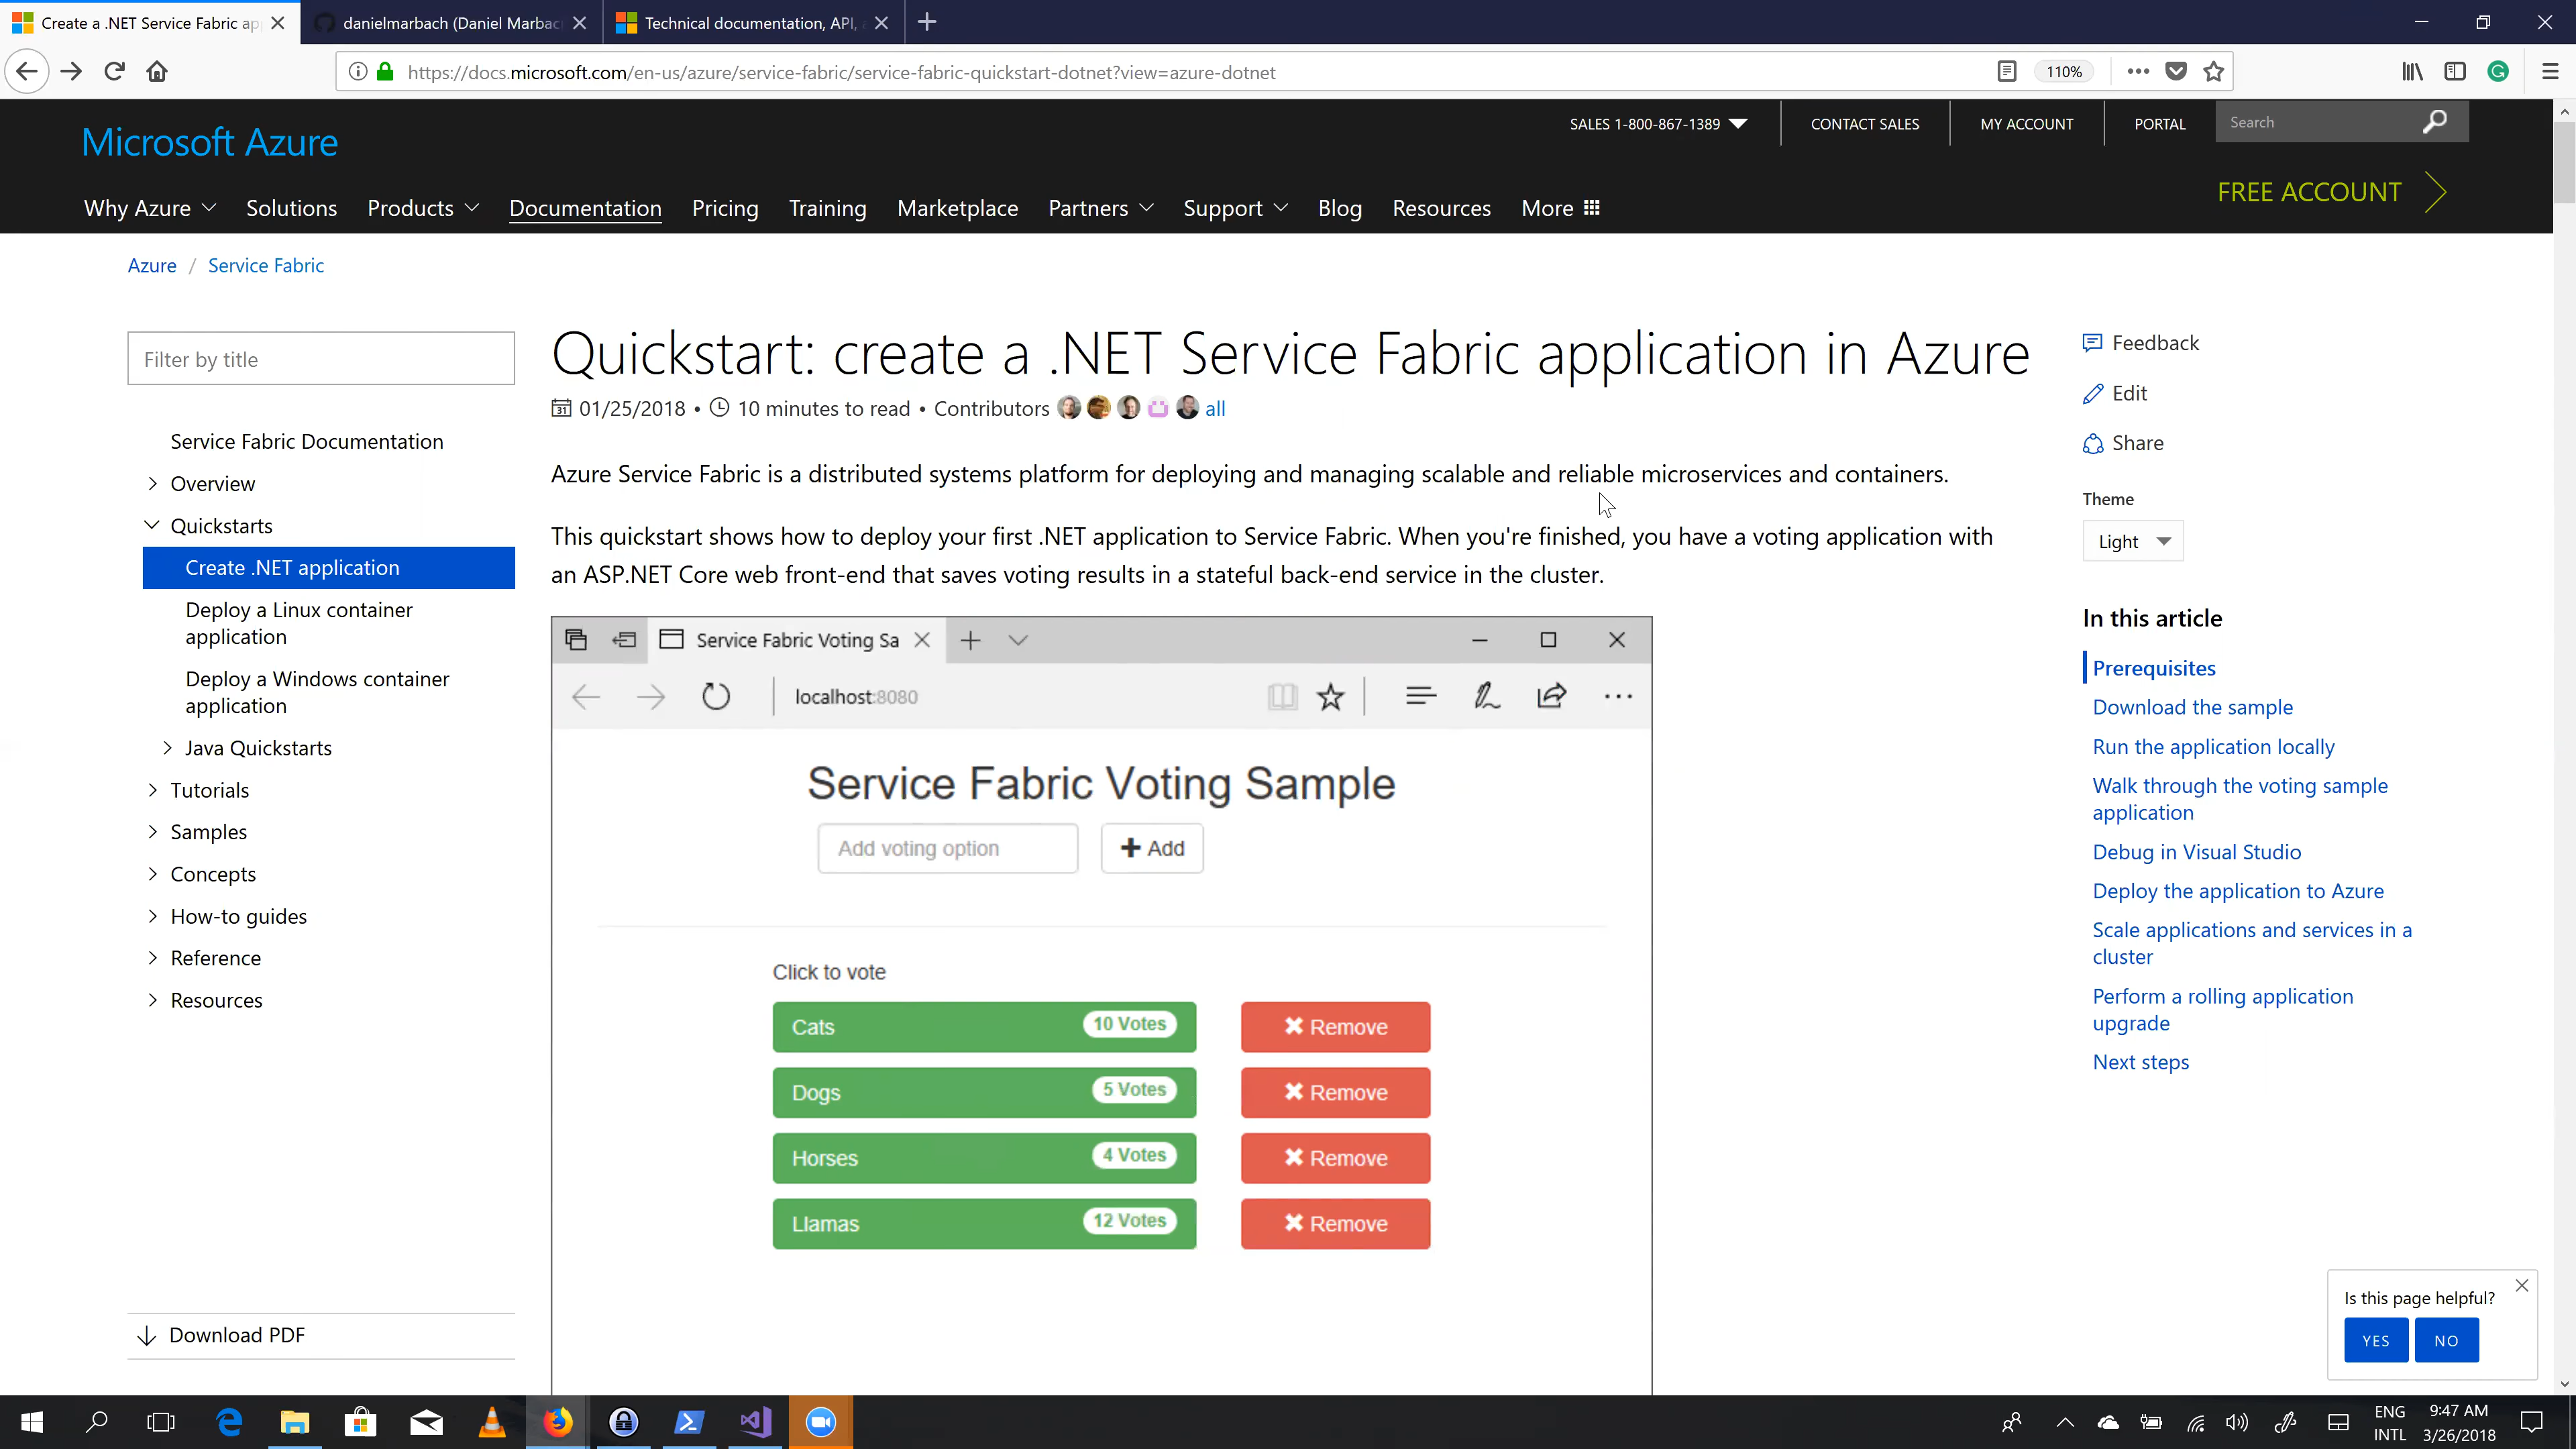 Create a .NET Service Fabric ap
danielmarbach (Daniel Marbac
Technical documentation, API,
https://docs.microsoft.com/en-us/azure/service-fabric/service-fabric-quickstart-dotnet?view=azure-dotnet
110%
Microsoft Azure
SALES 1-800-867-1389
CONTACT SALES
MY ACCOUNT
PORTAL
Search
Why Azure
Solutions
Products
Documentation
Pricing
Training
Marketplace
Partners
Support
Blog
Resources
More
FREE ACCOUNT
Azure / Service Fabric
Filter by title
Service Fabric Documentation
Overview
Quickstarts
Create .NET application
Deploy a Linux container
application
Deploy a Windows container
application
Java Quickstarts
Tutorials
Samples
Concepts
How-to guides
Reference
Resources
Download PDF
Quickstart: create a .NET Service Fabric application in Azure
31 01/25/2018 • 10 minutes to read • Contributors all
Azure Service Fabric is a distributed systems platform for deploying and managing scalable and reliable microservices and containers.
This quickstart shows how to deploy your first .NET application to Service Fabric. When you're finished, you have a voting application with
an ASP.NET Core web front-end that saves voting results in a stateful back-end service in the cluster.
Service Fabric Voting Sa
localhost:8080
Service Fabric Voting Sample
Add voting option
Add
Click to vote
Cats 10 Votes Remove
Dogs 5 Votes Remove
Horses 4 Votes Remove
Llamas 12 Votes Remove
Feedback
Edit
Share
Theme
Light
In this article
Prerequisites
Download the sample
Run the application locally
Walk through the voting sample
application
Debug in Visual Studio
Deploy the application to Azure
Scale applications and services in a
cluster
Perform a rolling application
upgrade
Next steps
Is this page helpful?
YES
NO
ENG
INTL
9:47 AM
3/26/2018